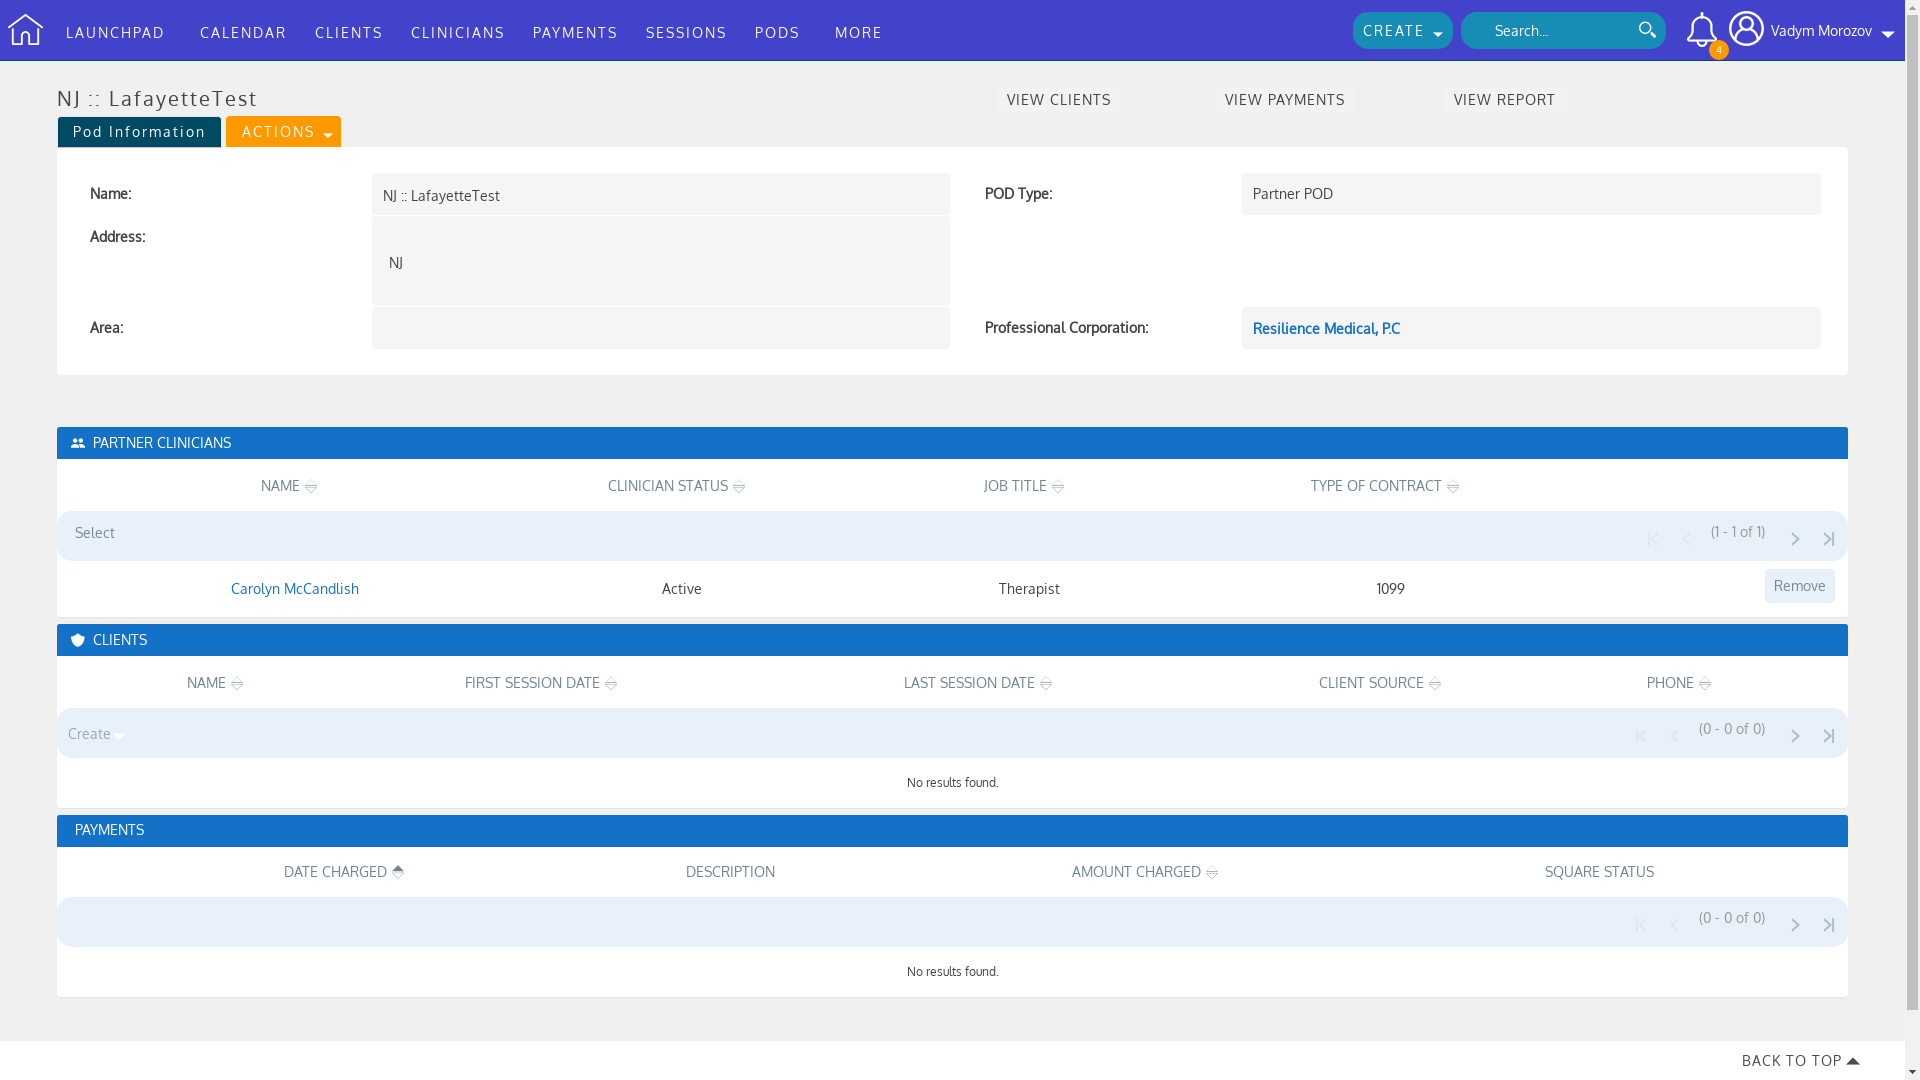 LAUNCHPAD CALENDAR CLIENTS CLINICIANS PAYMENTS SESSIONS PODS MORE CREATE Search... 4 Vadym Morozov
NJ :: LafayetteTest
VIEW CLIENTS VIEW PAYMENTS VIEW REPORT
Pod Information ACTIONS
Name: NJ :: LafayetteTest POD Type: Partner POD
Address: NJ
Area: Professional Corporation: Resilience Medical, P.C
PARTNER CLINICIANS
NAME CLINICIAN STATUS JOB TITLE TYPE OF CONTRACT
Select (1 - 1 of 1)
Carolyn McCandlish Active Therapist 1099 Remove
CLIENTS
NAME FIRST SESSION DATE LAST SESSION DATE CLIENT SOURCE PHONE
Create (0 - 0 of 0)
No results found.
PAYMENTS
DATE CHARGED DESCRIPTION AMOUNT CHARGED SQUARE STATUS
(0 - 0 of 0)
No results found.
BACK TO TOP